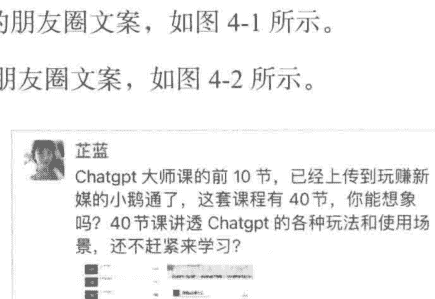 的朋友圈文案，如图 4-1 所示。
朋友圈文案，如图 4-2 所示。
芷蓝
Chatgpt 大师课的前 10 节，已经上传到玩赚新
媒的小鹅通了，这套课程有 40节，你能想象
吗？40节课讲透 Chatgpt 的各种玩法和使用场
景，还不赶紧来学习？